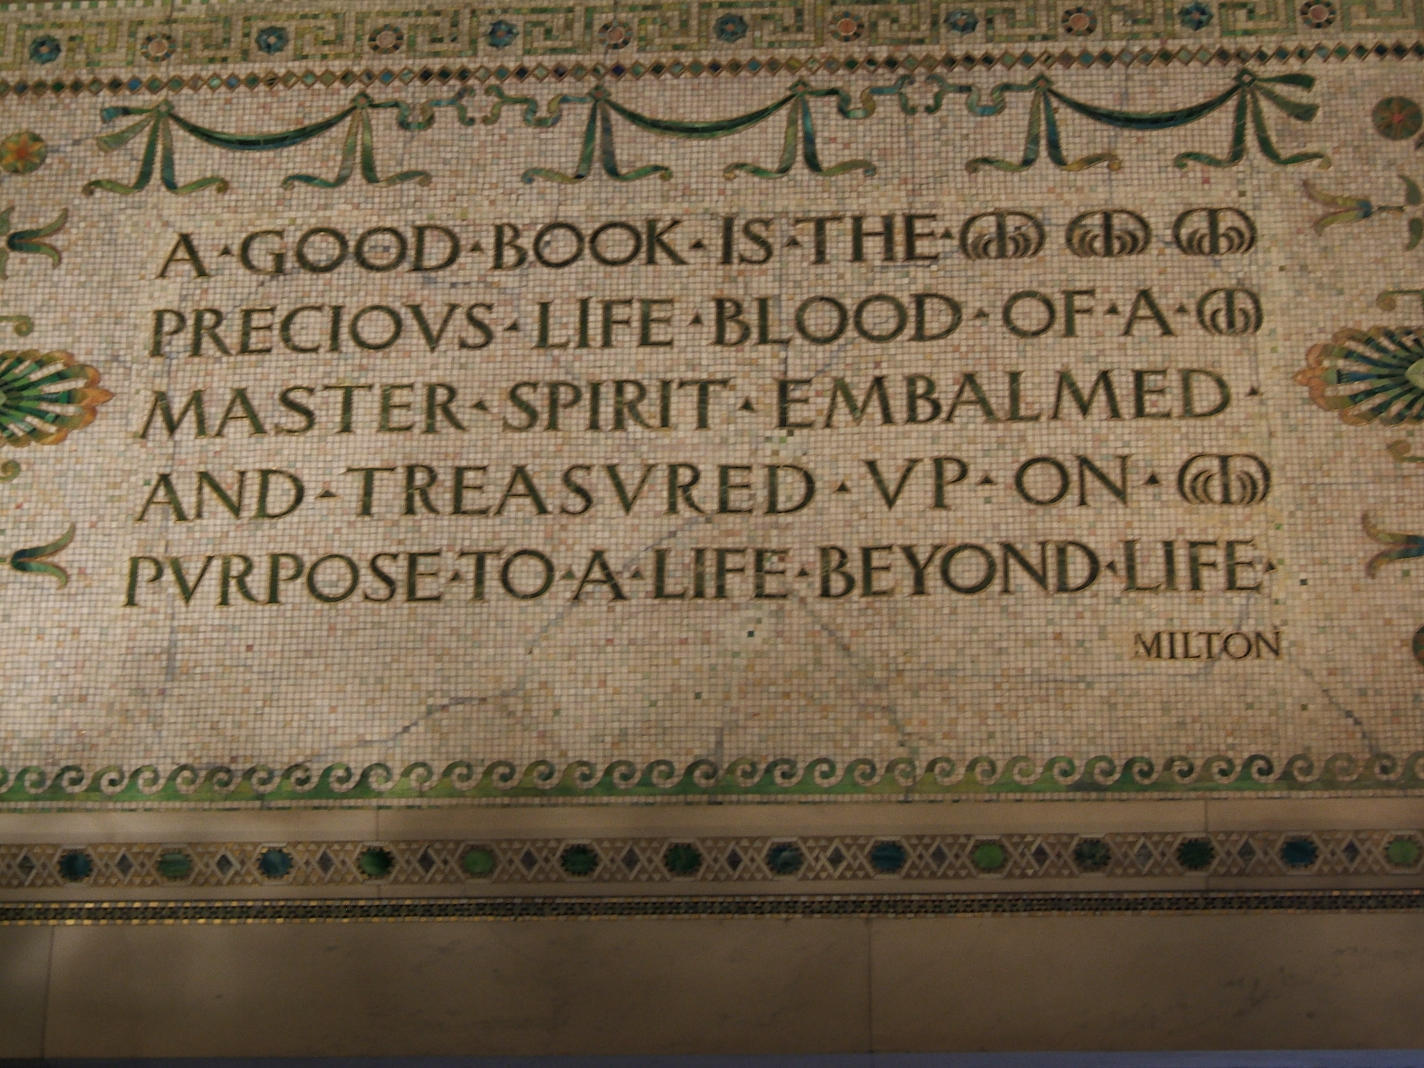 A·GOOD·BOOK·IS·THE·
PRECIOVS·LIFE·BLOOD·OF·A·
MASTER·SPIRIT·EMBALMED·
AND·TREASVRED·VP·ON·
PVRPOSE·TO·A·LIFE·BEYOND·LIFE·
MILTON